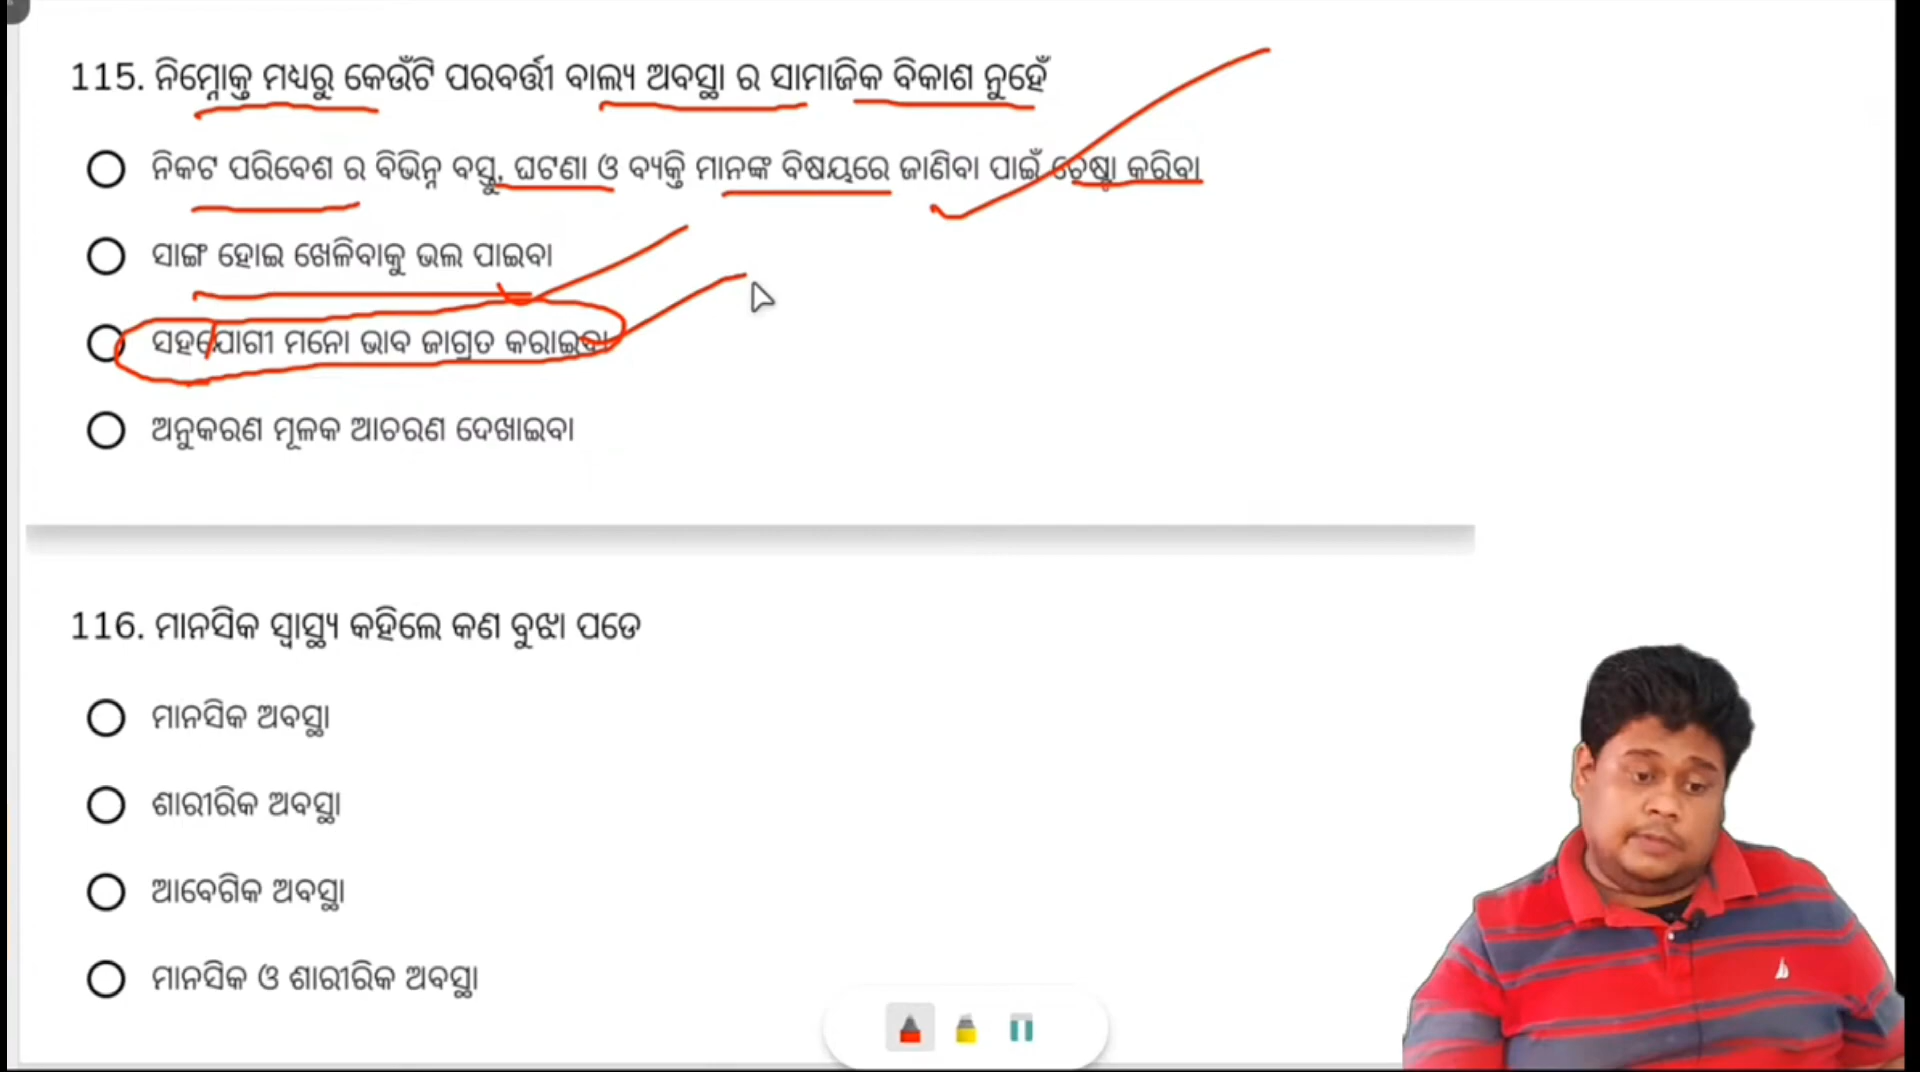 115. ନିମ୍ନୋକ୍ତ ମଧ୍ୟରୁ କେଉଁଟି ପରବର୍ତ୍ତୀ ବାଲ୍ୟ ଅବସ୍ଥା ର ସାମାଜିକ ବିକାଶ ନୁହେଁ
ନିକଟ ପରିବେଶ ର ବିଭିନ୍ନ ବସ୍ତୁ, ଘଟଣା ଓ ବ୍ୟକ୍ତି ମାନଙ୍କ ବିଷୟରେ ଜାଣିବା ପାଇଁ ଚେଷ୍ଟା କରିବା
ସାଙ୍ଗ ହୋଇ ଖେଳିବାକୁ ଭଲ ପାଇବା
ସହଯୋଗୀ ମନୋ ଭାବ ଜାଗ୍ରତ କରାଇବା
ଅନୁକରଣ ମୂଳକ ଆଚରଣ ଦେଖାଇବା
116. ମାନସିକ ସ୍ୱାସ୍ଥ୍ୟ କହିଲେ କଣ ବୁଝା ପଡେ
ମାନସିକ ଅବସ୍ଥା
ଶାରୀରିକ ଅବସ୍ଥା
ଆବେଗିକ ଅବସ୍ଥା
ମାନସିକ ଓ ଶାରୀରିକ ଅବସ୍ଥା